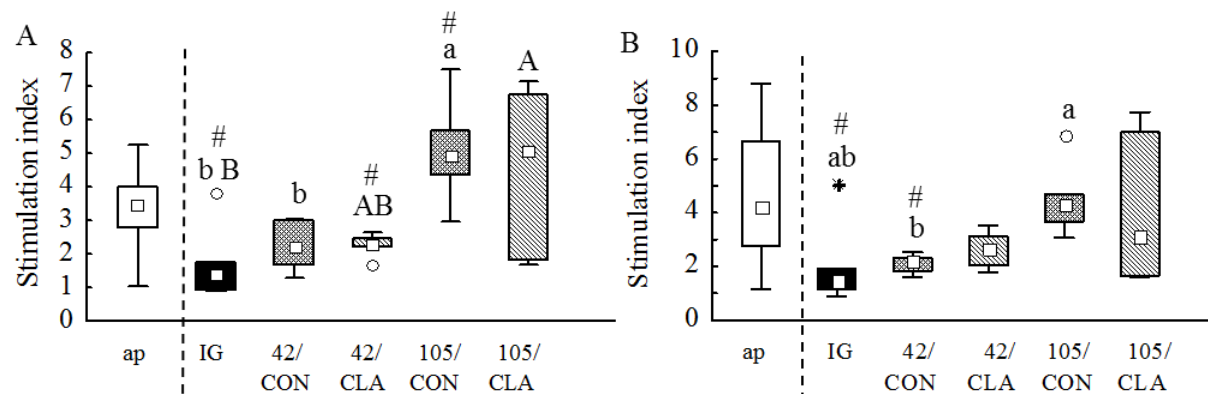 A
Stimulation index
8
7
6
5
4
3
2
1
0
#
b B
b
#
AB
#
a
A
ap
IG
42/
CON
42/
CLA
105/
CON
105/
CLA
B
Stimulation index
10
8
6
4
2
0
#
ab
#
b
a
ap
IG
42/
CON
42/
CLA
105/
CON
105/
CLA